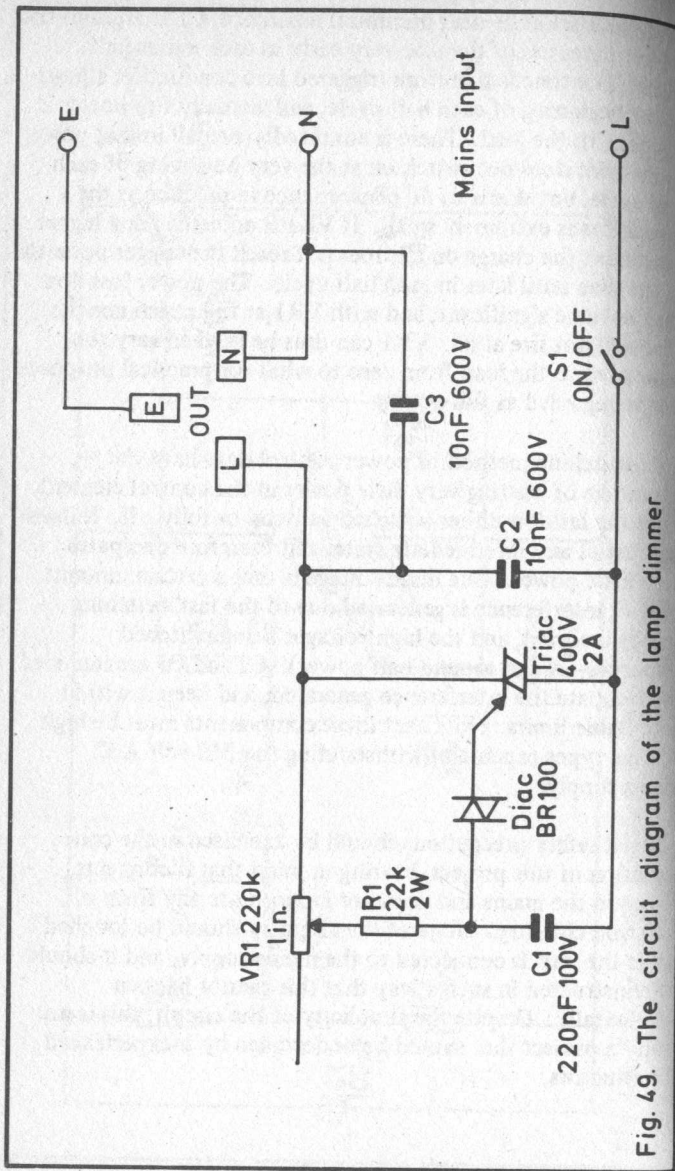 E
E
OUT
L
N
N
VR1 220k
lin.
R1
22k
2W
C3
10nF 600V
Mains input
Triac
400V
2A
C2
10nF 600V
Diac
BR100
C1
220nF 100V
S1
ON/OFF
L
Fig. 49. The circuit diagram of the lamp dimmer